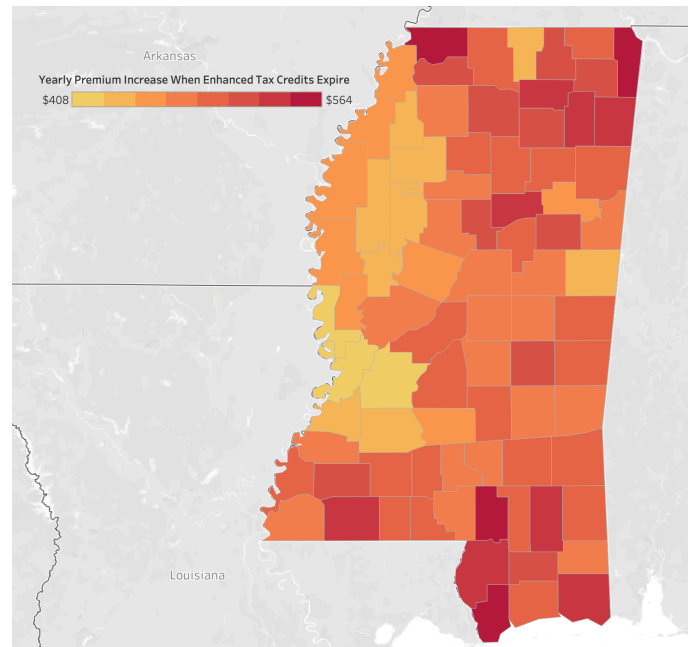 Arkansas
Yearly Premium Increase When Enhanced Tax Credits Expire
$408 $564
Louisiana